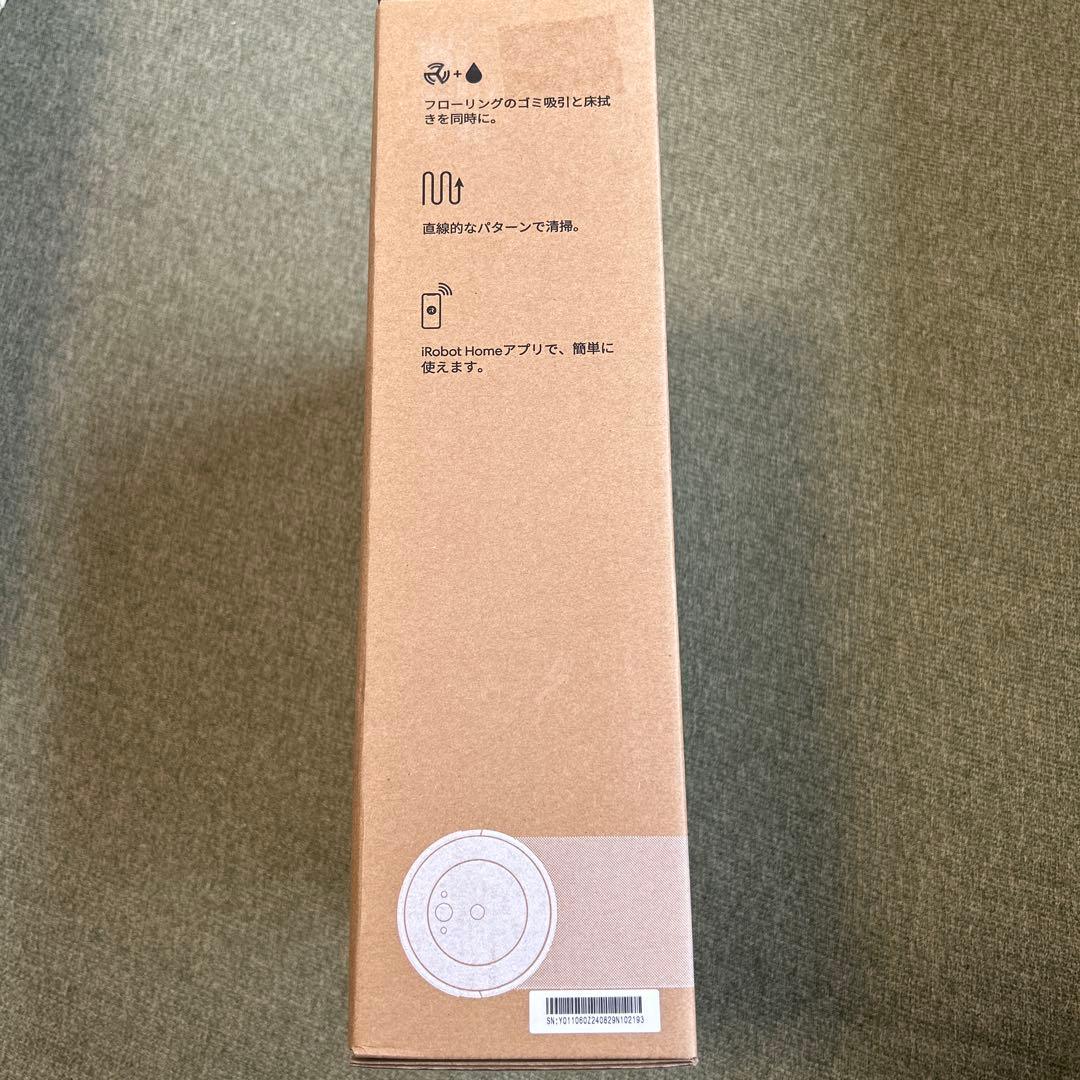 +
フローリングのゴミ吸引と床拭
きを同時に。
直線的なパターンで清掃。
iRobot Homeアプリで、簡単に
使えます。
SN:Y011060Z240829N102193